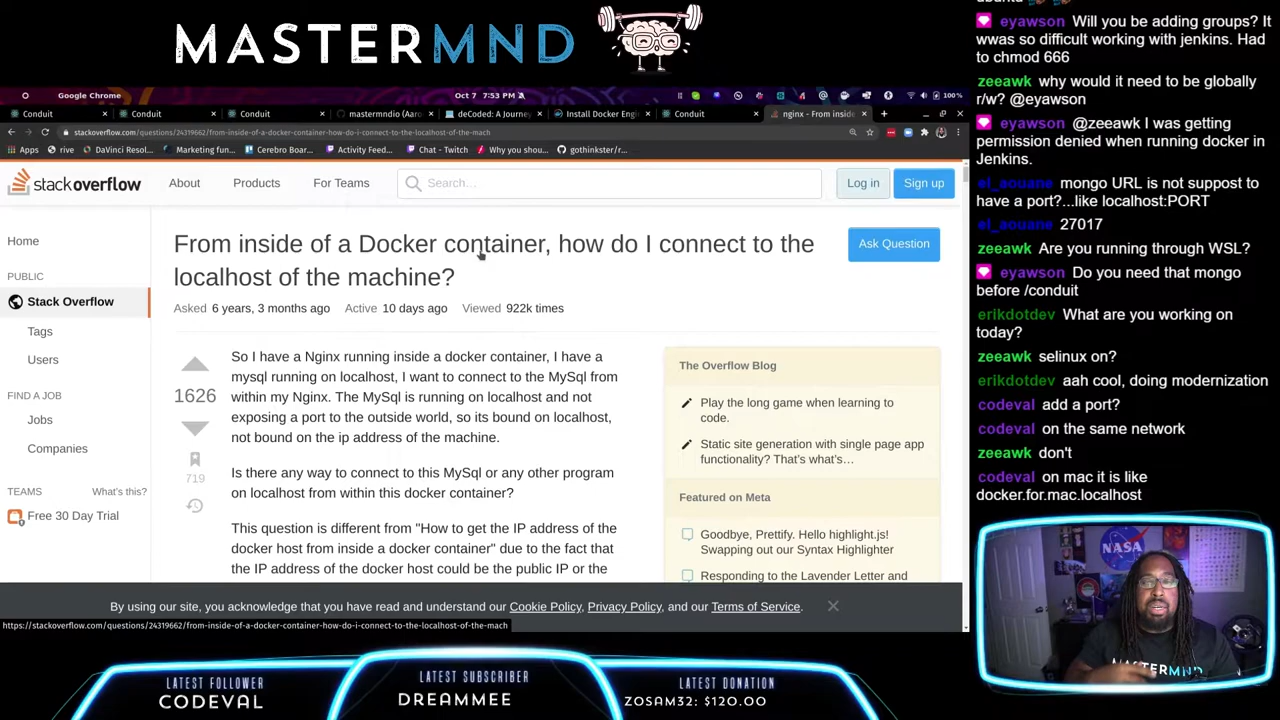 MASTERMND
Oct 7 7:53 PM
Google Chrome
100%
Conduit
Conduit
Conduit
mastermndio (Aaro
deCoded: A Journey
Install Docker Engi
Conduit
nginx - From inside
stackoverflow.com/questions/24319662/from-inside-of-a-docker-container-how-do-i-connect-to-the-localhost-of-the-mach
Apps
rive
DaVinci Resol...
Marketing fun...
Cerebro Boar...
Activity Feed...
Chat - Twitch
Why you shou...
gothinkster/r...
stackoverflow
About
Products
For Teams
Search...
Log in
Sign up
Home
PUBLIC
Stack Overflow
Tags
Users
FIND A JOB
Jobs
Companies
TEAMS
What's this?
Free 30 Day Trial
From inside of a Docker container, how do I connect to the
localhost of the machine?
Ask Question
Asked 6 years, 3 months ago
Active 10 days ago
Viewed 922k times
1626
719
So I have a Nginx running inside a docker container, I have a
mysql running on localhost, I want to connect to the MySql from
within my Nginx. The MySql is running on localhost and not
exposing a port to the outside world, so its bound on localhost,
not bound on the ip address of the machine.
Is there any way to connect to this MySql or any other program
on localhost from within this docker container?
This question is different from "How to get the IP address of the
docker host from inside a docker container" due to the fact that
the IP address of the docker host could be the public IP or the
The Overflow Blog
Play the long game when learning to
code.
Static site generation with single page app
functionality? That's what's…
Featured on Meta
Goodbye, Prettify. Hello highlight.js!
Swapping out our Syntax Highlighter
Responding to the Lavender Letter and
By using our site, you acknowledge that you have read and understand our Cookie Policy, Privacy Policy, and our Terms of Service.
https://stackoverflow.com/questions/24319662/from-inside-of-a-docker-container-how-do-i-connect-to-the-localhost-of-the-mach
eyawson Will you be adding groups? It
wwas so difficult working with jenkins. Had
to chmod 666
zeeawk why would it need to be globally
r/w? @eyawson
eyawson @zeeawk I was getting
permission denied when running docker in
Jenkins.
el_aouane mongo URL is not suppost to
have a port?...like localhost:PORT
el_aouane 27017
zeeawk Are you running through WSL?
eyawson Do you need that mongo
before /conduit
erikdotdev What are you working on
today?
zeeawk selinux on?
erikdotdev aah cool, doing modernization
codeval add a port?
codeval on the same network
zeeawk don't
codeval on mac it is like
docker.for.mac.localhost
NASA
MASTERMND
LATEST FOLLOWER
CODEVAL
LATEST SUBSCRIBER
DREAMMEE
LATEST DONATION
ZOSAM32: $120.00